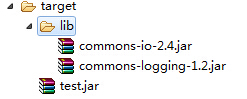 target
lib
commons-io-2.4.jar
commons-logging-1.2.jar
test.jar